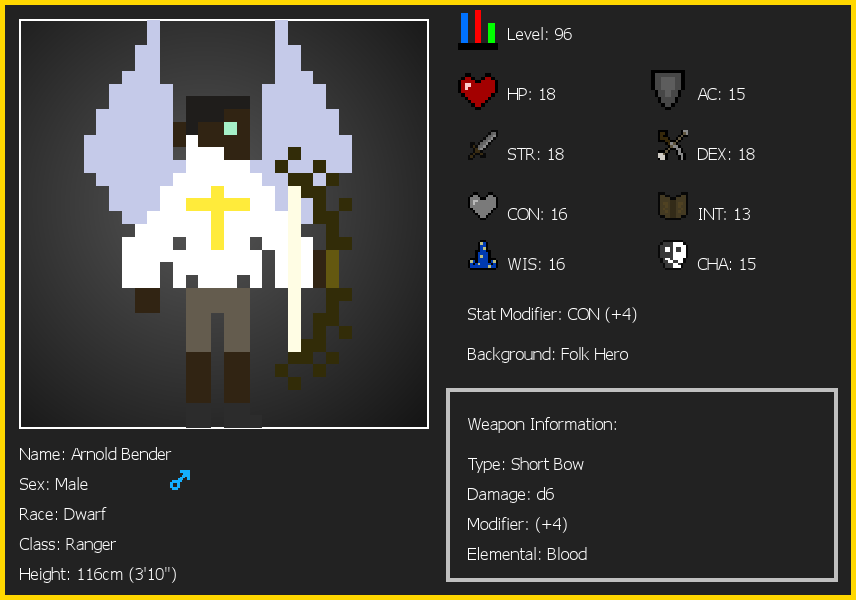 Level: 96
HP: 18
AC: 15
STR: 18
DEX: 18
CON: 16
INT: 13
WIS: 16
CHA: 15
Stat Modifier: CON (+4)
Background: Folk Hero
Weapon Information:
Type: Short Bow
Damage: d6
Modifier: (+4)
Elemental: Blood
Name: Arnold Bender
Sex: Male
Race: Dwarf
Class: Ranger
Height: 116cm (3'10")